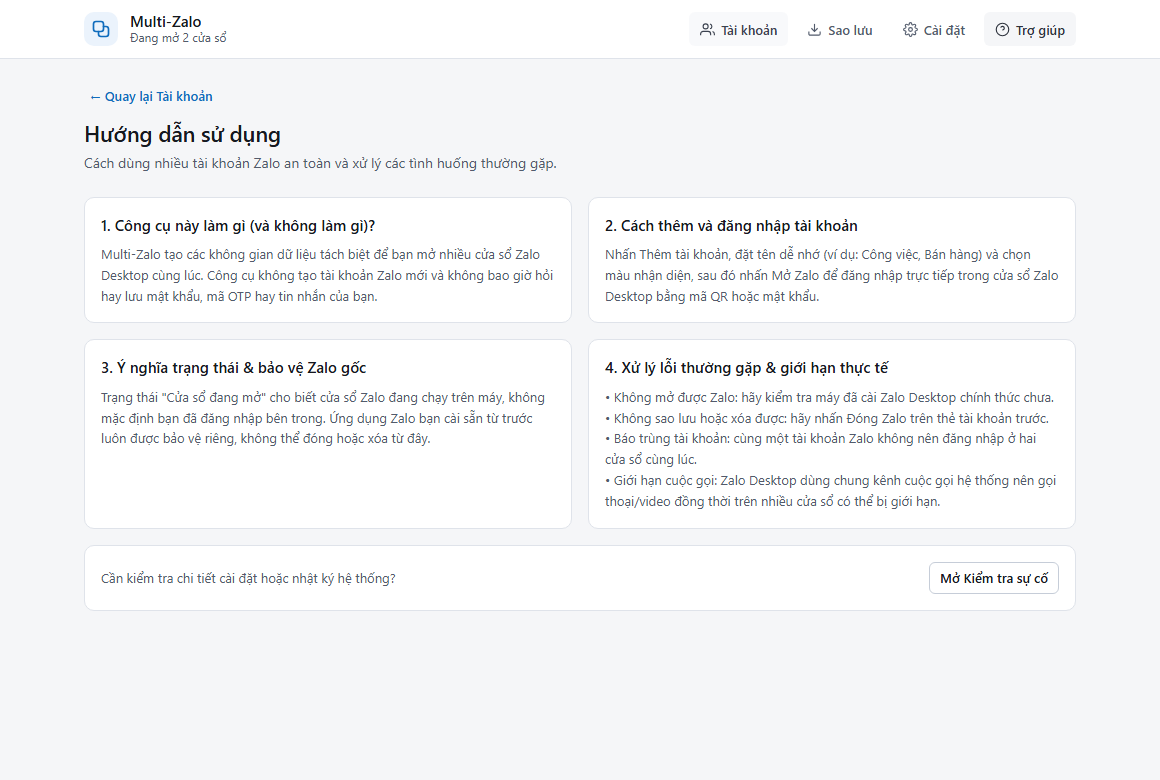 Multi-Zalo
Đang mở 2 cửa sổ
Tài khoản
Sao lưu
Cài đặt
Trợ giúp
← Quay lại Tài khoản
Hướng dẫn sử dụng
Cách dùng nhiều tài khoản Zalo an toàn và xử lý các tình huống thường gặp.
1. Công cụ này làm gì (và không làm gì)?
Multi-Zalo tạo các không gian dữ liệu tách biệt để bạn mở nhiều cửa sổ Zalo
Desktop cùng lúc. Công cụ không tạo tài khoản Zalo mới và không bao giờ hỏi
hay lưu mật khẩu, mã OTP hay tin nhắn của bạn.
2. Cách thêm và đăng nhập tài khoản
Nhấn Thêm tài khoản, đặt tên dễ nhớ (ví dụ: Công việc, Bán hàng) và chọn
màu nhận diện, sau đó nhấn Mở Zalo để đăng nhập trực tiếp trong cửa sổ Zalo
Desktop bằng mã QR hoặc mật khẩu.
3. Ý nghĩa trạng thái & bảo vệ Zalo gốc
Trạng thái "Cửa sổ đang mở" cho biết cửa sổ Zalo đang chạy trên máy, không
mặc định bạn đã đăng nhập bên trong. Ứng dụng Zalo bạn cài sẵn từ trước
luôn được bảo vệ riêng, không thể đóng hoặc xóa từ đây.
4. Xử lý lỗi thường gặp & giới hạn thực tế
• Không mở được Zalo: hãy kiểm tra máy đã cài Zalo Desktop chính thức chưa.
• Không sao lưu hoặc xóa được: hãy nhấn Đóng Zalo trên thẻ tài khoản trước.
• Báo trùng tài khoản: cùng một tài khoản Zalo không nên đăng nhập ở hai
cửa sổ cùng lúc.
• Giới hạn cuộc gọi: Zalo Desktop dùng chung kênh cuộc gọi hệ thống nên gọi
thoại/video đồng thời trên nhiều cửa sổ có thể bị giới hạn.
Cần kiểm tra chi tiết cài đặt hoặc nhật ký hệ thống?
Mở Kiểm tra sự cố